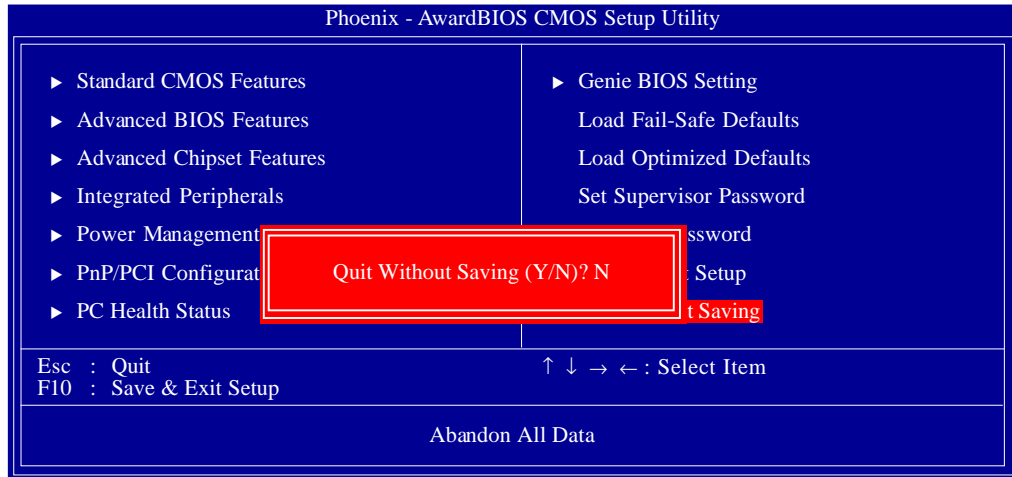 Phoenix - AwardBIOS CMOS Setup Utility
► Standard CMOS Features
► Advanced BIOS Features
► Advanced Chipset Features
► Integrated Peripherals
► Power Management
► PnP/PCI Configurat
► PC Health Status
► Genie BIOS Setting
Load Fail-Safe Defaults
Load Optimized Defaults
Set Supervisor Password
ssword
Setup
t Saving
Quit Without Saving (Y/N)? N
Esc : Quit
F10 : Save & Exit Setup
↑ ↓ → ← : Select Item
Abandon All Data